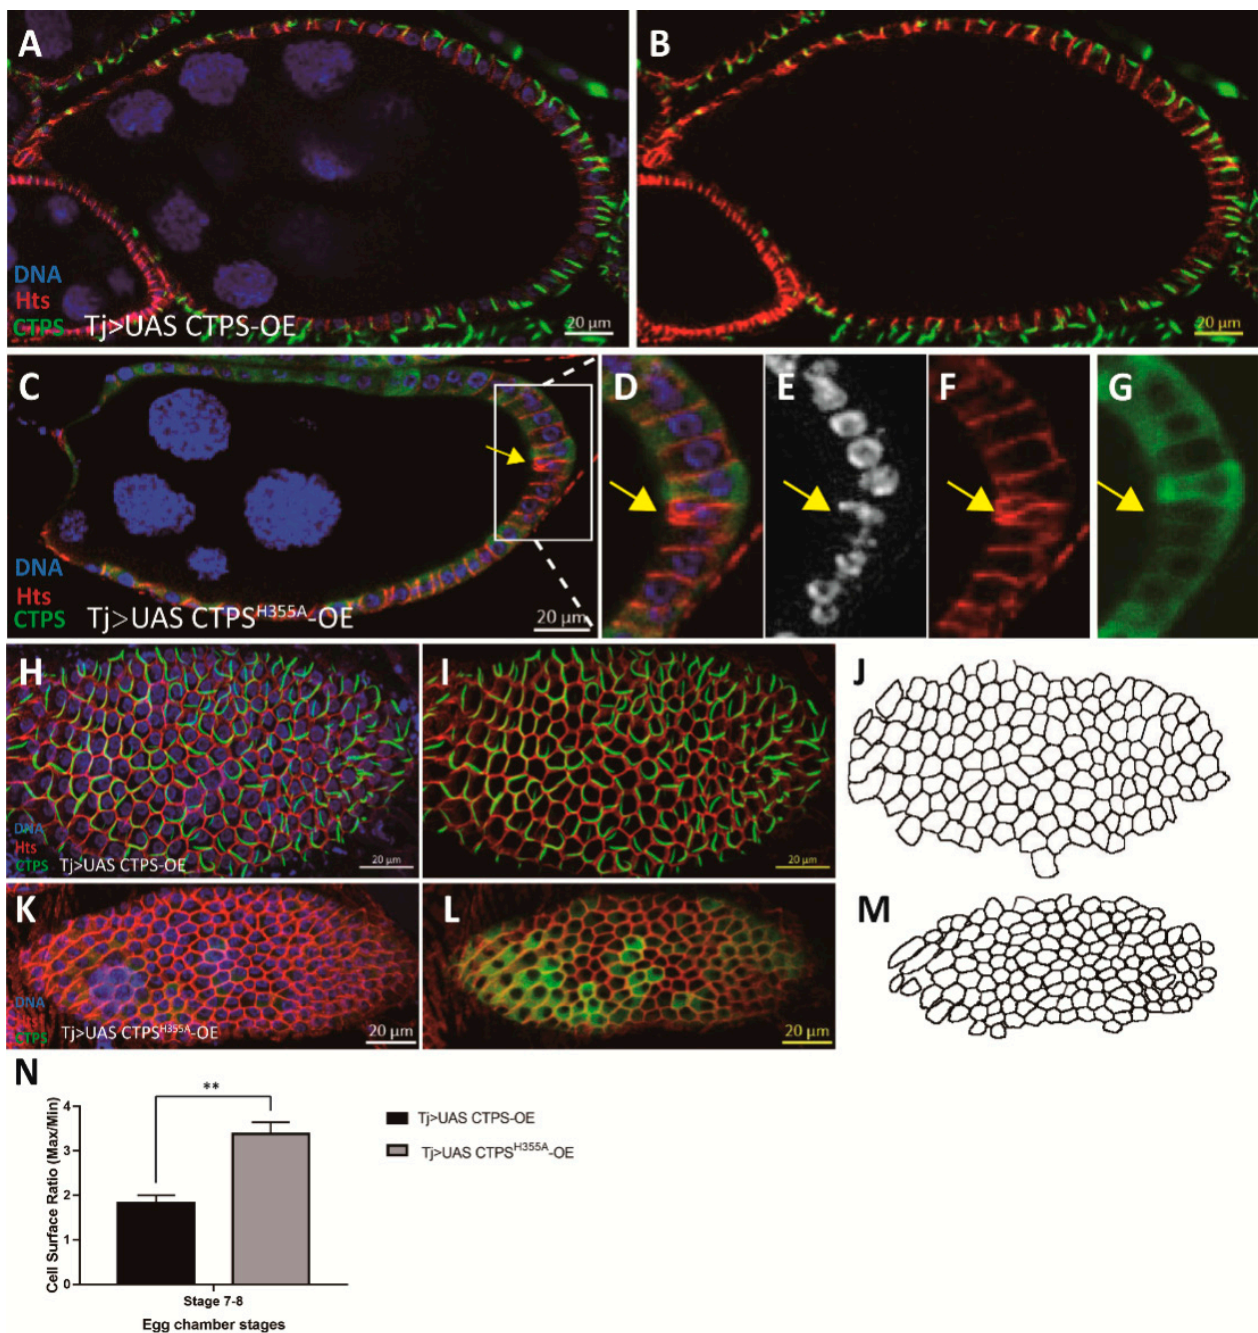 A
B
DNA
Hts
CTPS Tj>UAS CTPS-OE
20 µm
20 µm
C
D
E
F
G
DNA
Hts
CTPS Tj>UAS CTPS^H355A-OE
20 µm
H
I
J
DNA
Hts
CTPS Tj>UAS CTPS-OE
20 µm
20 µm
K
L
M
DNA
Hts
CTPS Tj>UAS CTPS^H355A-OE
20 µm
20 µm
N
Cell Surface Ratio (Max/Min)
4
3
2
1
0
**
Stage 7-8
Egg chamber stages
Tj>UAS CTPS-OE
Tj>UAS CTPS^H355A-OE